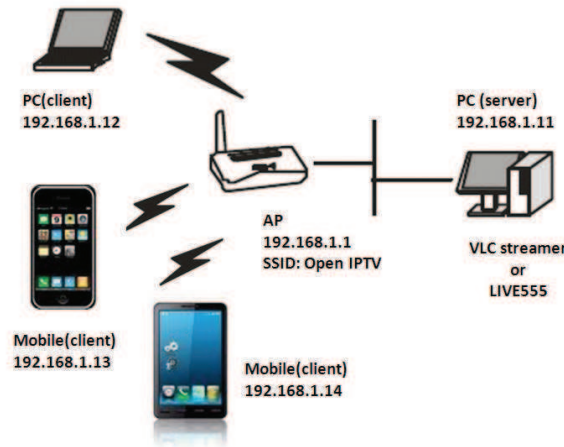 PC(client)
192.168.1.12
PC (server)
192.168.1.11
AP
192.168.1.1
SSID: Open IPTV
VLC streamer
or
LIVE555
Mobile(client)
192.168.1.13
Mobile(client)
192.168.1.14